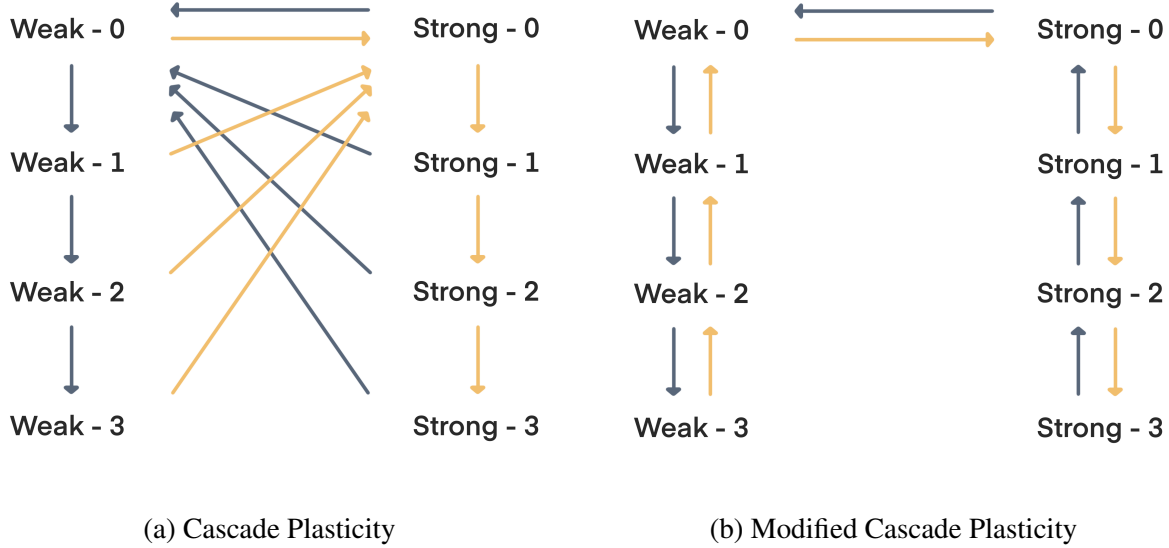 Weak - 0 Strong - 0 Weak - 0 Strong - 0
Weak - 1 Strong - 1 Weak - 1 Strong - 1
Weak - 2 Strong - 2 Weak - 2 Strong - 2
Weak - 3 Strong - 3 Weak - 3 Strong - 3
(a) Cascade Plasticity (b) Modified Cascade Plasticity